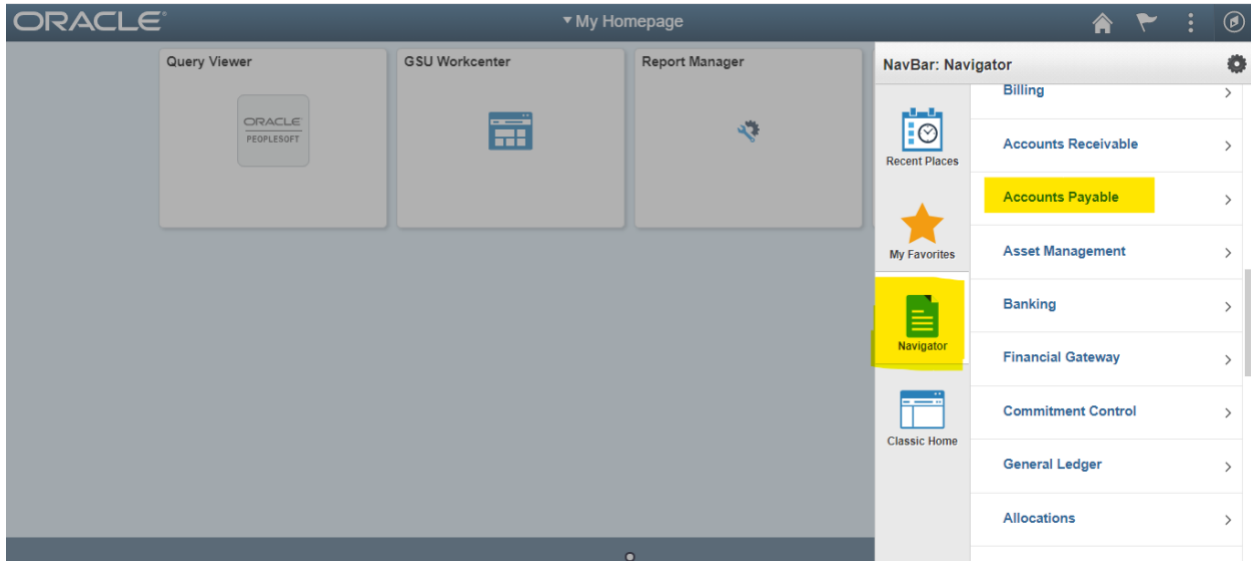 ORACLE
My Homepage
Query Viewer
ORACLE
PEOPLESOFT
GSU Workcenter
Report Manager
NavBar: Navigator
Recent Places
My Favorites
Navigator
Classic Home
Billing
Accounts Receivable
Accounts Payable
Asset Management
Banking
Financial Gateway
Commitment Control
General Ledger
Allocations